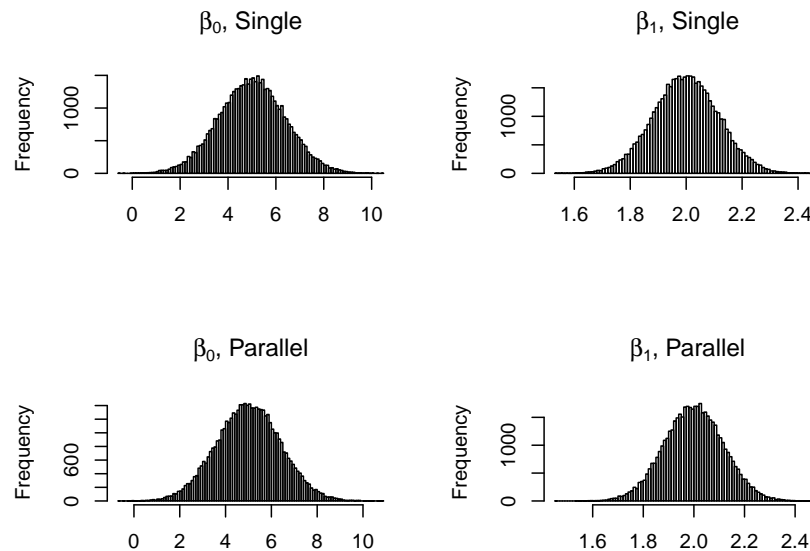 β₀, Single
Frequency
0 1000
0 2 4 6 8 10
β₁, Single
Frequency
0 1000
1.6 1.8 2.0 2.2 2.4
β₀, Parallel
Frequency
0 600
0 2 4 6 8 10
β₁, Parallel
Frequency
0 1000
1.6 1.8 2.0 2.2 2.4